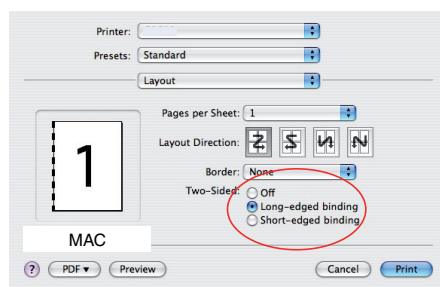 Printer:
Presets: Standard
Layout
Pages per Sheet: 1
Layout Direction:
Border: None
Two-Sided: Off
Long-edged binding
Short-edged binding
1
MAC
? PDF▼ Preview Cancel Print